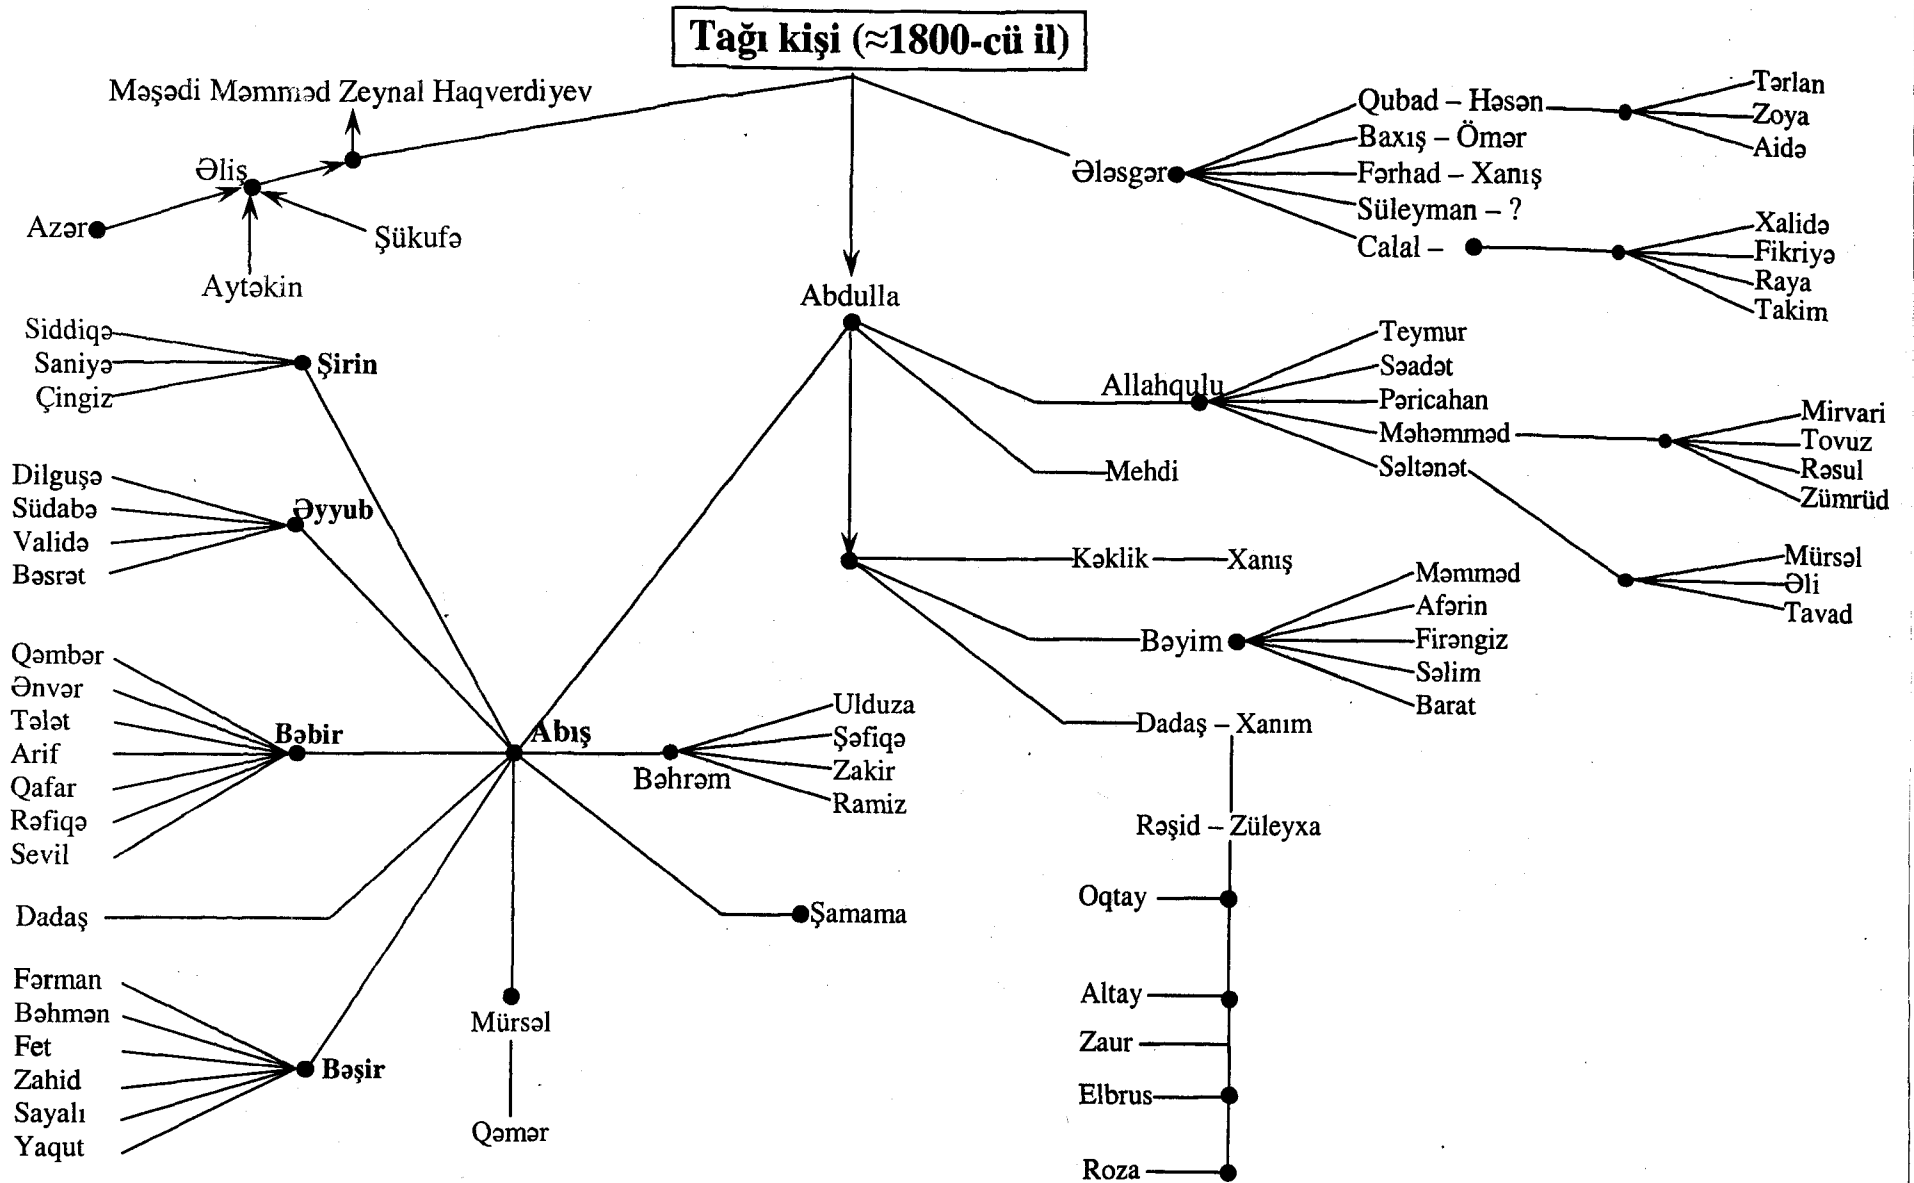 Tağı kişi (≈1800-cü il)
Məşədi Məmməd Zeynal Haqverdiyev
Əliş
Azər
Şükufə
Aytəkin
Ələsgər
Qubad – Həsən
Baxış – Ömər
Fərhad – Xanış
Süleyman – ?
Calal –
Tərlan
Zoya
Aidə
Xalidə
Fikriyə
Raya
Takim
Abdulla
Allahqulu
Teymur
Səadət
Pəricahan
Məhəmməd
Səltənət
Mirvari
Tovuz
Rəsul
Zümrüd
Mürsəl
Əli
Tavad
Mehdi
Kəklik
Xanış
Bəyim
Məmməd
Afərin
Firəngiz
Səlim
Barat
Dadaş – Xanım
Rəşid – Züleyxa
Oqtay
Altay
Zaur
Elbrus
Roza
Siddiqə
Saniyə
Çingiz
Şirin
Dilguşə
Südabə
Validə
Bəsrət
Əyyub
Qəmbər
Ənvər
Tələt
Arif
Qafar
Rəfiqə
Sevil
Bəbir
Abış
Bəhrəm
Ulduza
Şəfiqə
Zakir
Ramiz
Dadaş
Şamama
Fərman
Bəhmən
Fet
Zahid
Sayalı
Yaqut
Bəşir
Mürsəl
Qəmər